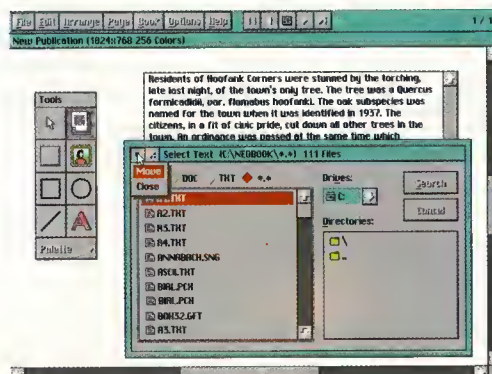 File Edit Arrange Page Book Options Help
New Publication (1024x768 256 Colors)
Residents of Hoofank Corners were stunned by the torching,
late last night, of the town's only tree. The tree was a Quercus
formicadidi, var. flamabus hoofanki. The oak subspecies was
named for the town when it was identified in 1937. The
citizens, in a fit of civic pride, cut down all other trees in the
town. An ordinance was passed at the same time which
Tools
Palette
Select Text (C:\NEOBOOK\*.*) 111 Files
Move
Close
DOC TXT *.*
Drives:
Search
C:
Cancel
Directories:
\
..
A2.TXT
A3.TXT
A4.TXT
ANNABACH.SNG
ASCII.TXT
BIRL.PCX
BIRL.PCX
BOX32.GFT
A3.TXT